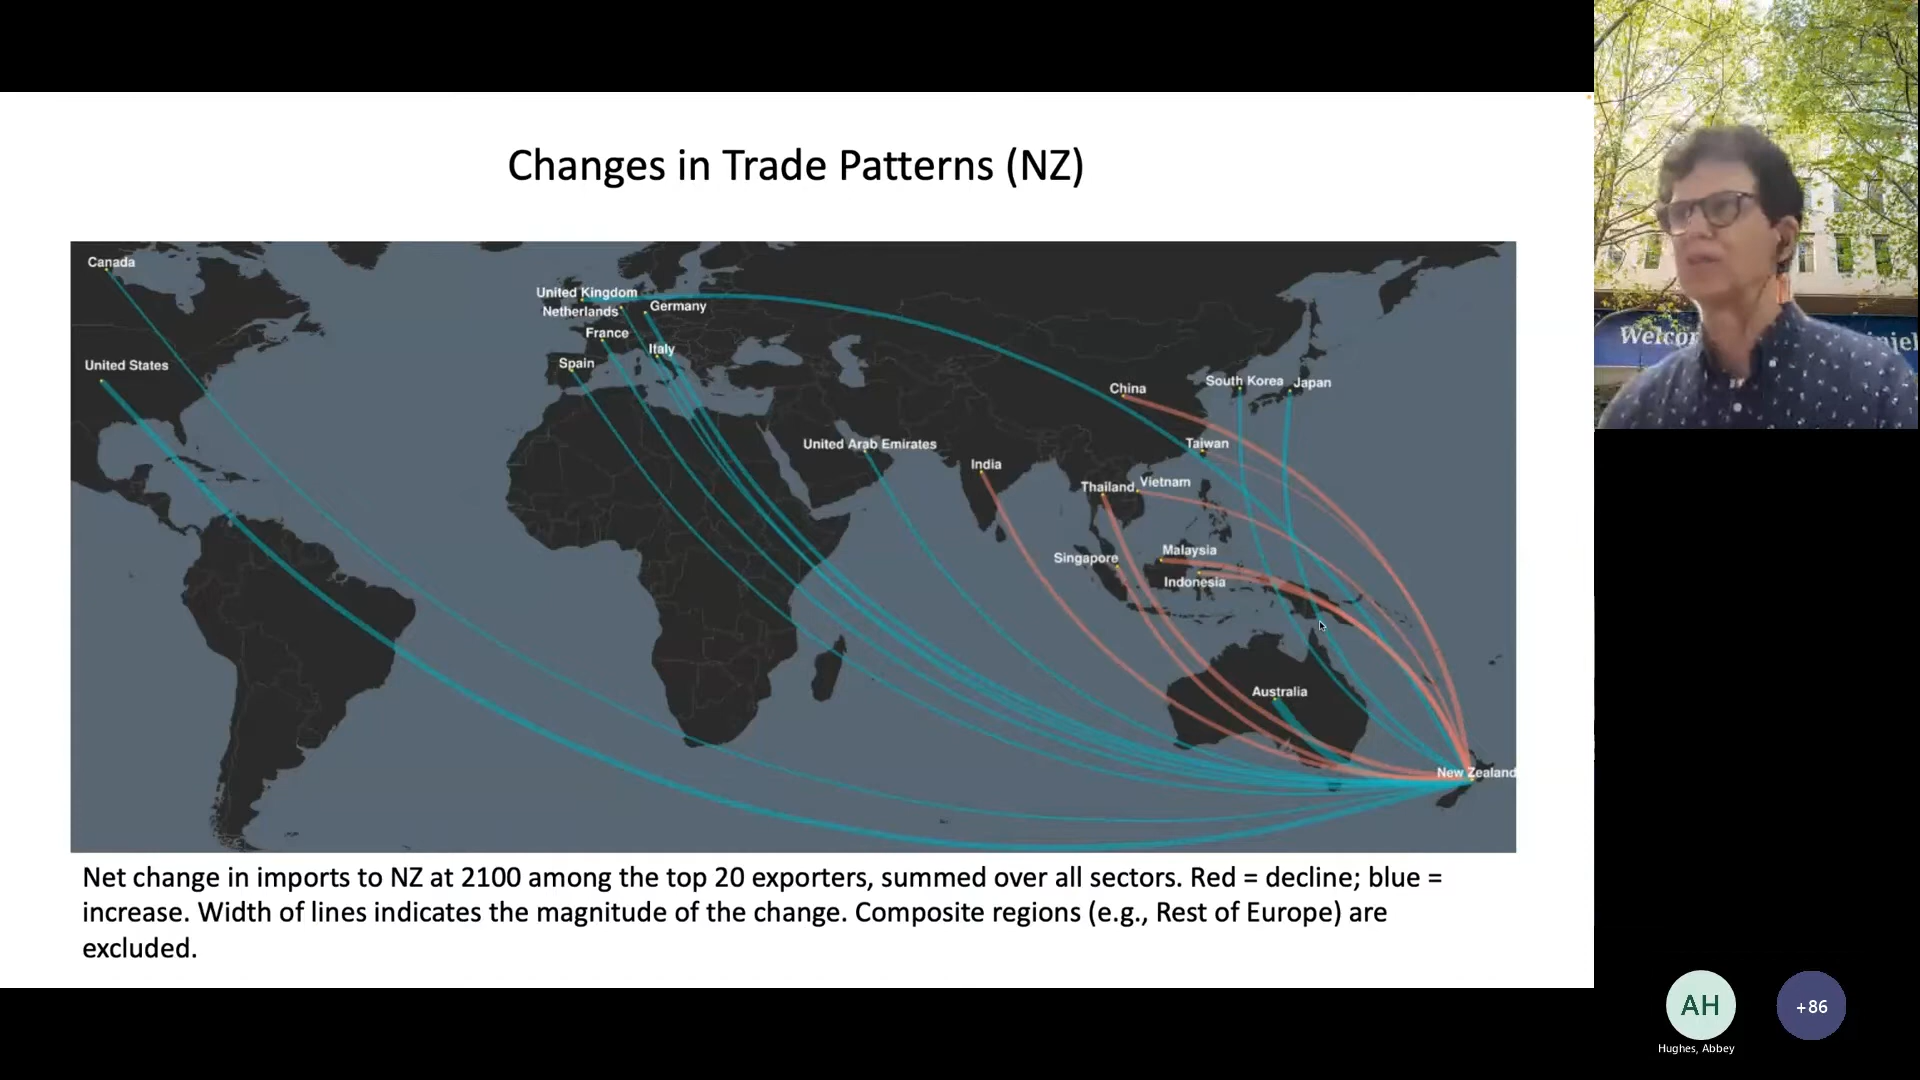 Changes in Trade Patterns (NZ)
Canada
United States
United Kingdom
Netherlands
Germany
France
Italy
Spain
United Arab Emirates
India
China
South Korea
Japan
Taiwan
Thailand
Vietnam
Singapore
Malaysia
Indonesia
Australia
New Zealand
Net change in imports to NZ at 2100 among the top 20 exporters, summed over all sectors. Red = decline; blue =
increase. Width of lines indicates the magnitude of the change. Composite regions (e.g., Rest of Europe) are
excluded.
AH
+86
Hughes, Abbey